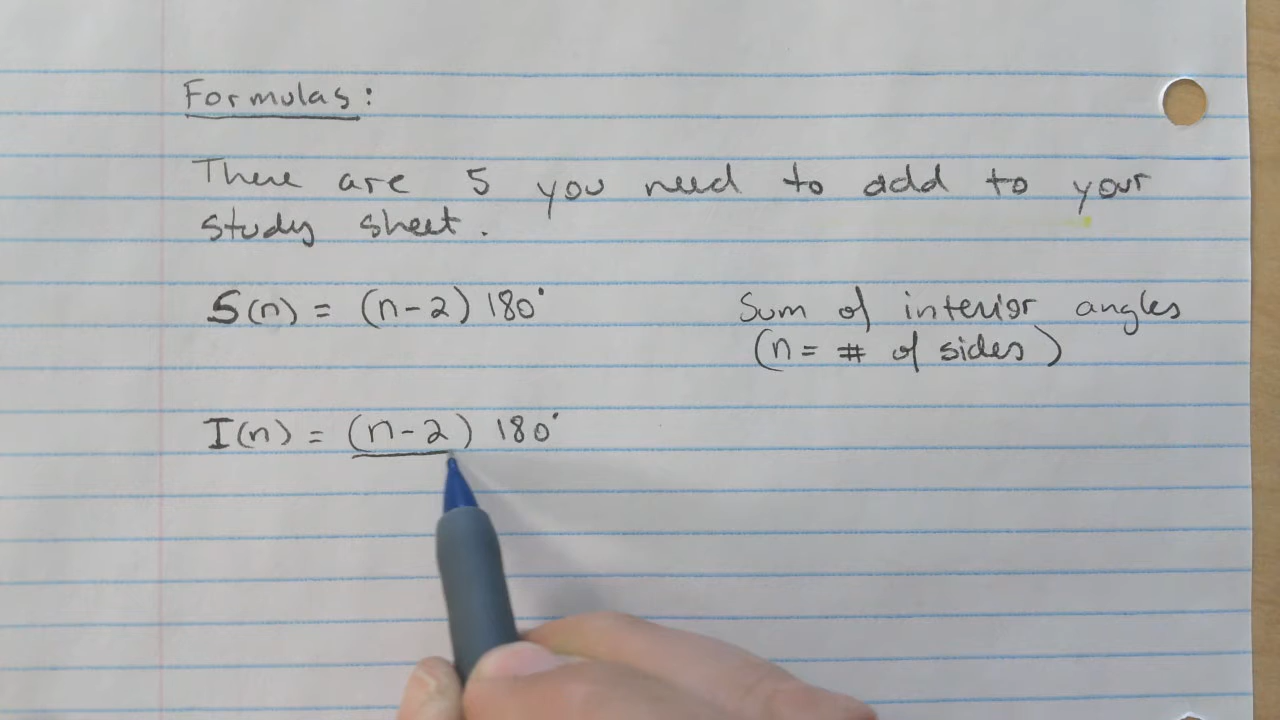 Formulas:
There are 5 you need to add to your
study sheet.
S(n) = (n-2) 180° Sum of interior angles
(n = # of sides)
I(n) = (n-2) 180°